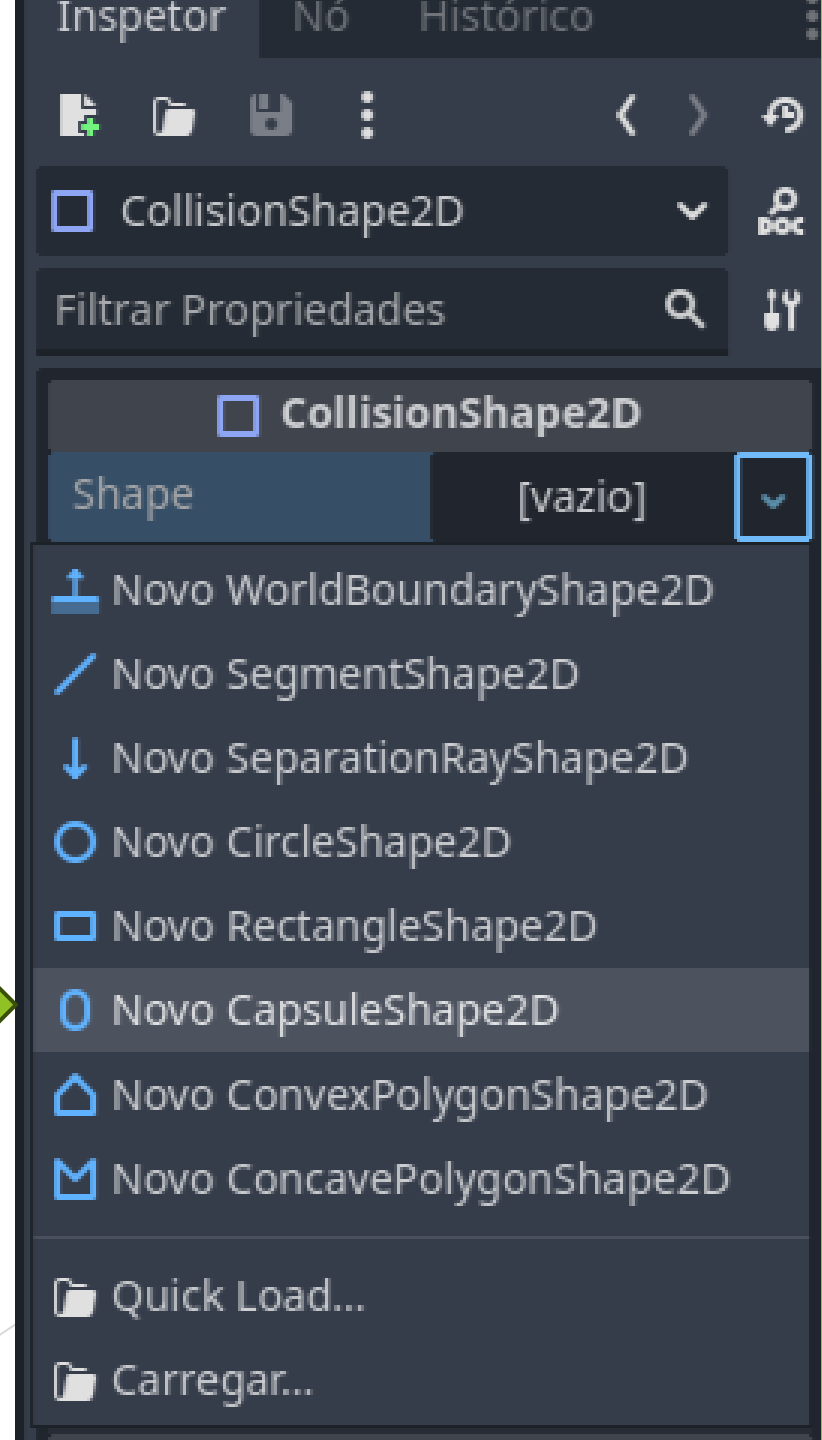 Inspetor Nó Histórico
CollisionShape2D
DOC
Filtrar Propriedades
CollisionShape2D
Shape [vazio]
Novo WorldBoundaryShape2D
Novo SegmentShape2D
Novo SeparationRayShape2D
Novo CircleShape2D
Novo RectangleShape2D
Novo CapsuleShape2D
Novo ConvexPolygonShape2D
Novo ConcavePolygonShape2D
Quick Load...
Carregar...